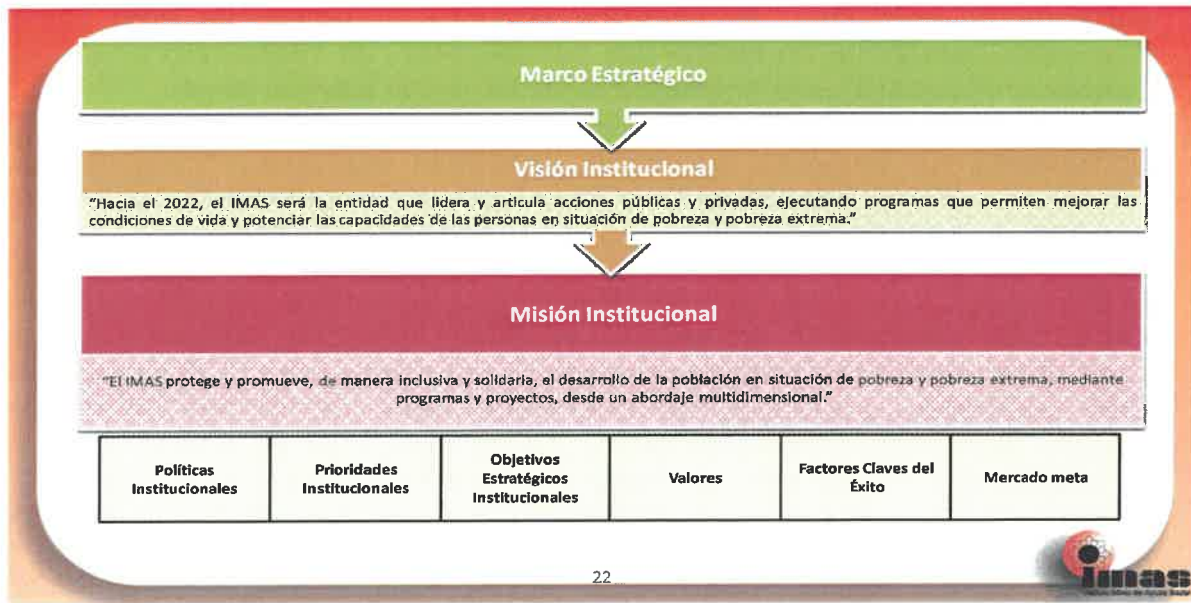 Marco Estratégico
Visión Institucional
"Hacia el 2022, el IMAS será la entidad que lidera y articula acciones públicas y privadas, ejecutando programas que permiten mejorar las
condiciones de vida y potenciar las capacidades de las personas en situación de pobreza y pobreza extrema."
Misión Institucional
"El IMAS protege y promueve, de manera inclusiva y solidaria, el desarrollo de la población en situación de pobreza y pobreza extrema, mediante
programas y proyectos, desde un abordaje multidimensional."
Políticas
Institucionales
Prioridades
Institucionales
Objetivos
Estratégicos
Institucionales
Valores
Factores Claves del
Éxito
Mercado meta
22
imas